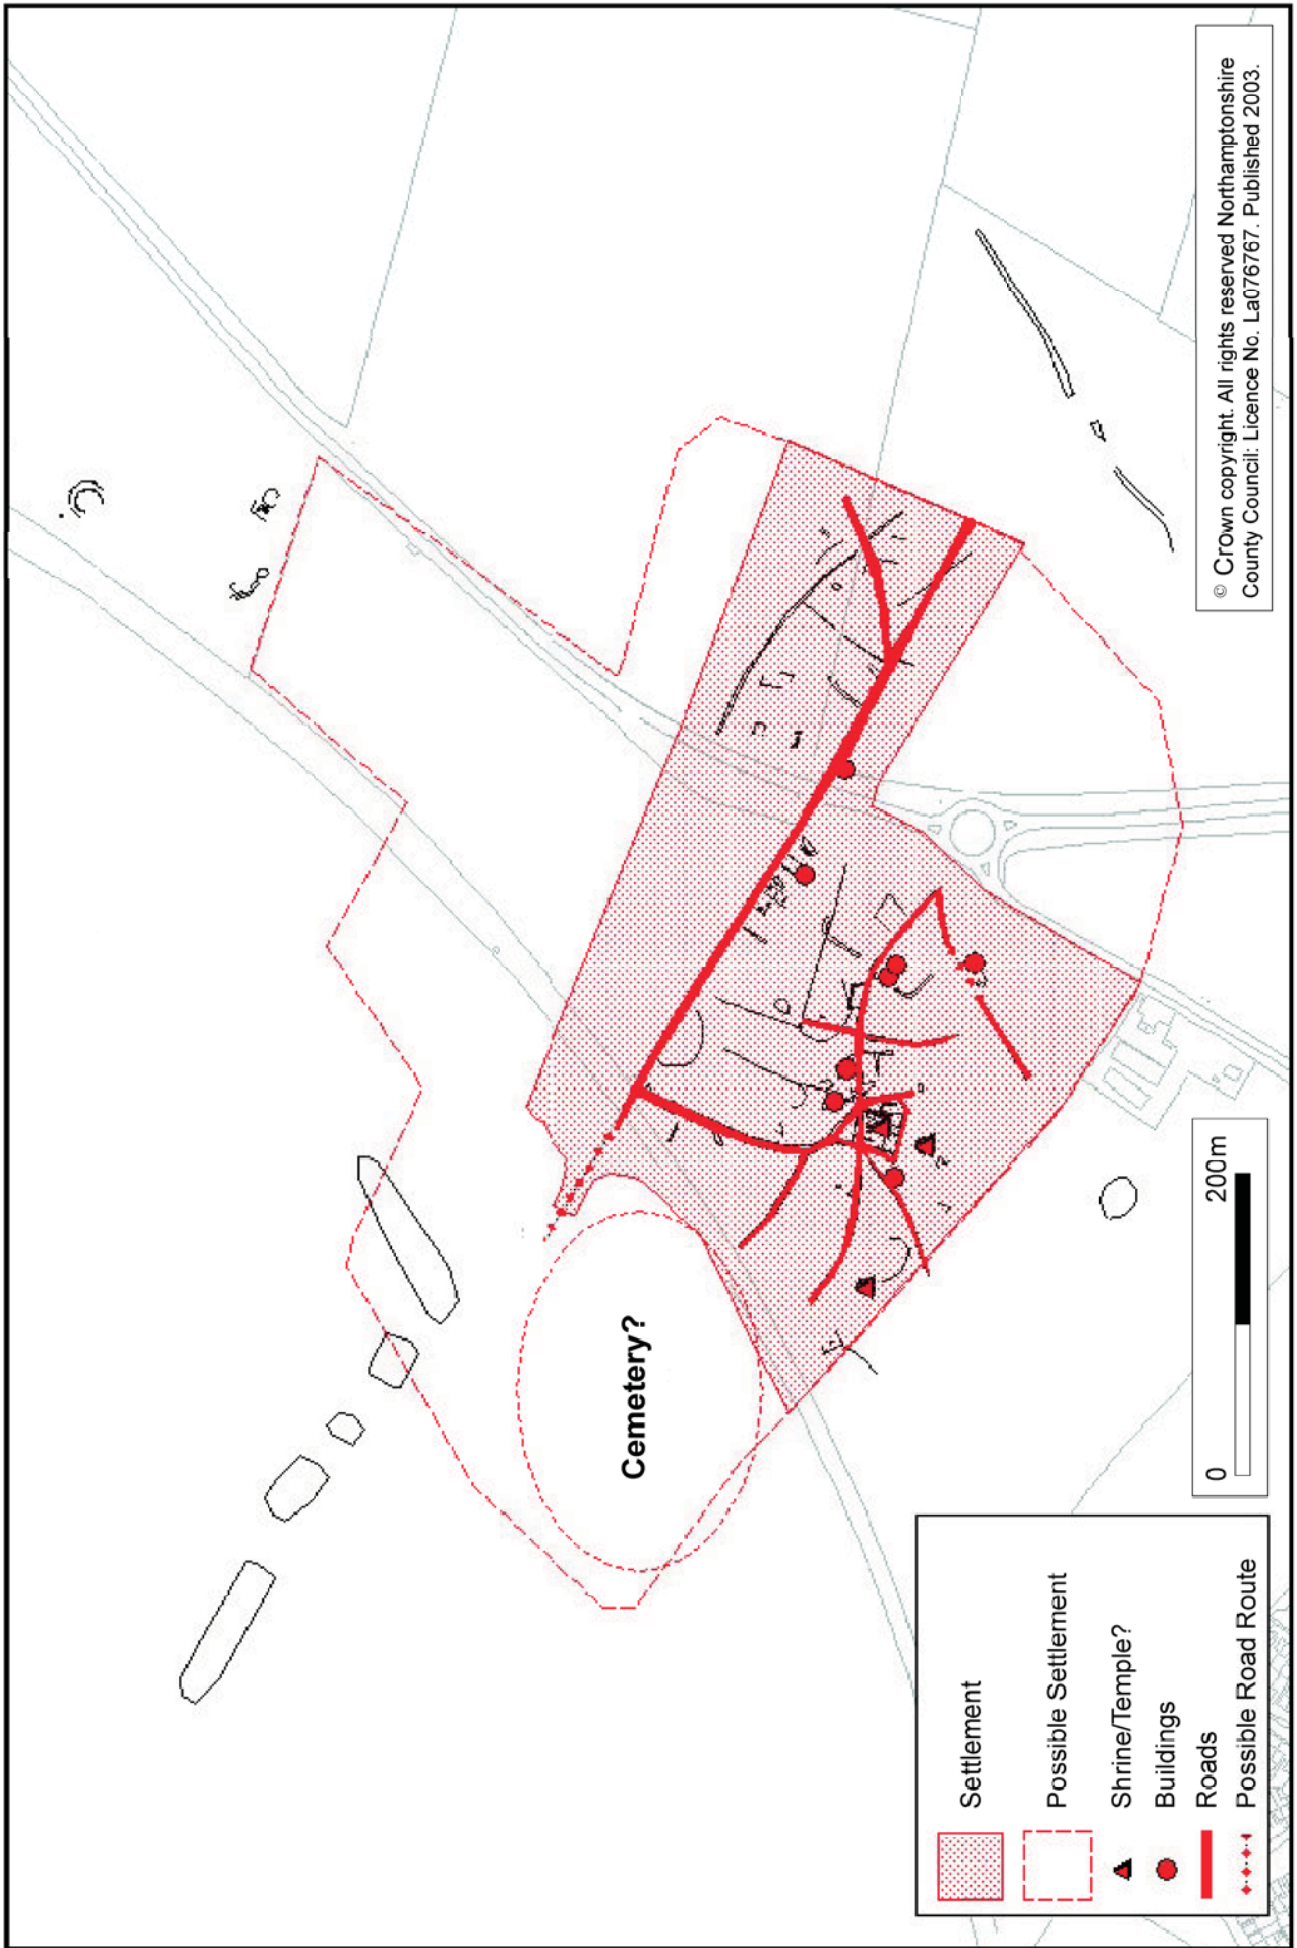 Cemetery?
Settlement
Possible Settlement
Shrine/Temple?
Buildings
Roads
Possible Road Route
0 200m
© Crown copyright. All rights reserved Northamptonshire
County Council: Licence No. La076767. Published 2003.